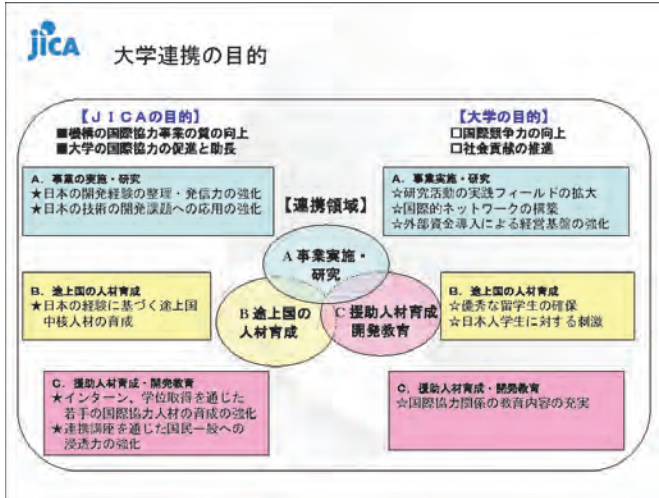 jICA
大学連携の目的
【JICAの目的】
■機構の国際協力事業の質の向上
■大学の国際協力の促進と助長
【大学の目的】
□国際競争力の向上
□社会貢献の推進
A．事業の実施・研究
★日本の開発経験の整理・発信力の強化
★日本の技術の開発課題への応用の強化
【連携領域】
A．事業実施・研究
☆研究活動の実践フィールドの拡大
☆国際的ネットワークの構築
☆外部資金導入による経営基盤の強化
A 事業実施・
研究
B．途上国の人材育成
★日本の経験に基づく途上国
中核人材の育成
B 途上国の
人材育成
C 援助人材育成
開発教育
B．途上国の人材育成
☆優秀な留学生の確保
☆日本人学生に対する刺激
C．援助人材育成・開発教育
★インターン、学位取得を通じた
若手の国際協力人材の育成の強化
★連携講座を通じた国民一般への
浸透力の強化
C．援助人材育成・開発教育
☆国際協力関係の教育内容の充実